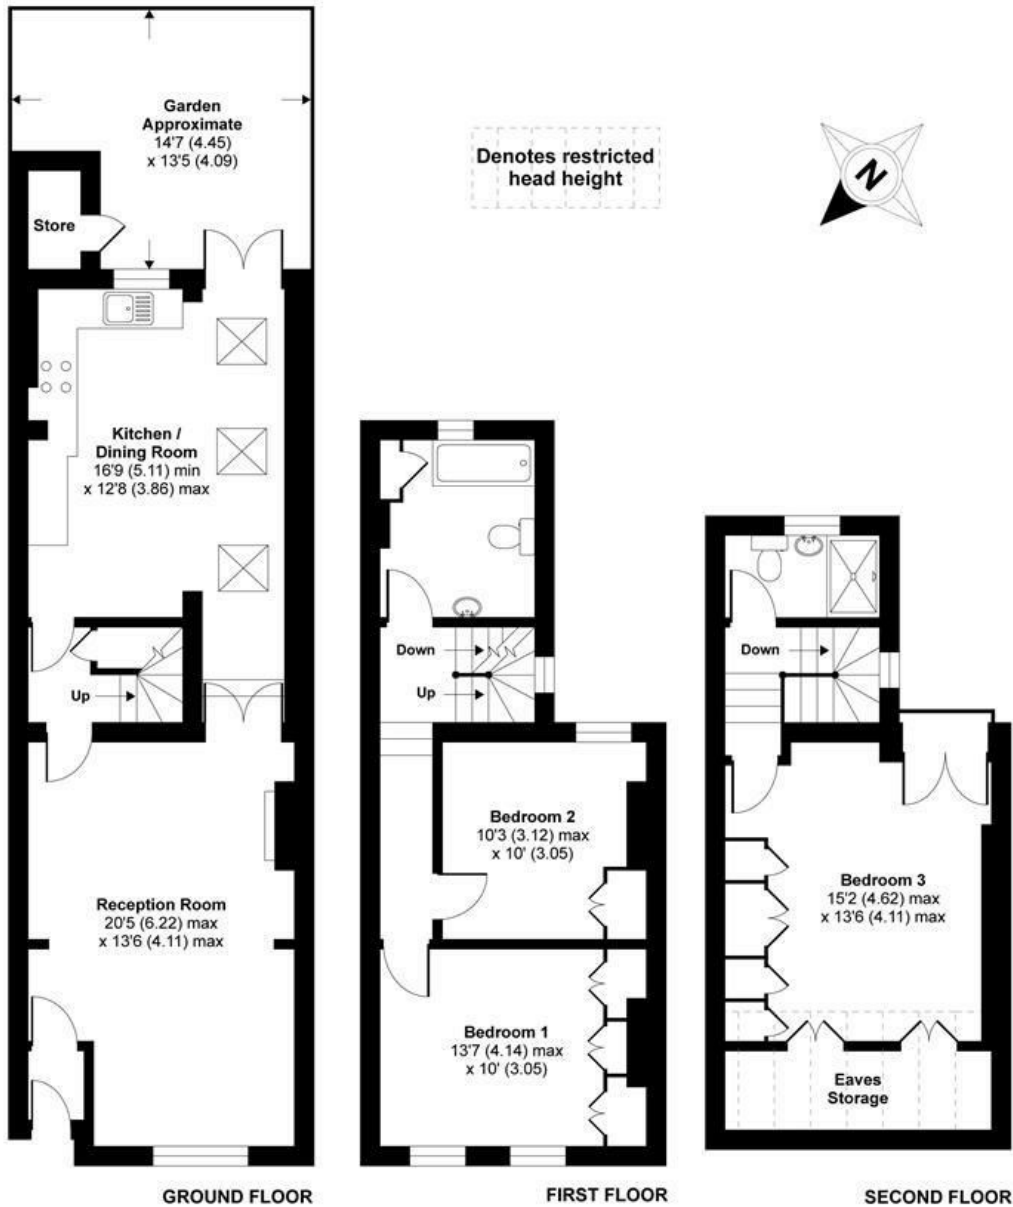 Garden
Approximate
14'7 (4.45)
x 13'5 (4.09)
Store
Kitchen /
Dining Room
16'9 (5.11) min
x 12'8 (3.86) max
Up
Reception Room
20'5 (6.22) max
x 13'6 (4.11) max
GROUND FLOOR
Denotes restricted
head height
N
Down
Up
Bedroom 2
10'3 (3.12) max
x 10' (3.05)
Bedroom 1
13'7 (4.14) max
x 10' (3.05)
FIRST FLOOR
Down
Bedroom 3
15'2 (4.62) max
x 13'6 (4.11) max
Eaves
Storage
SECOND FLOOR